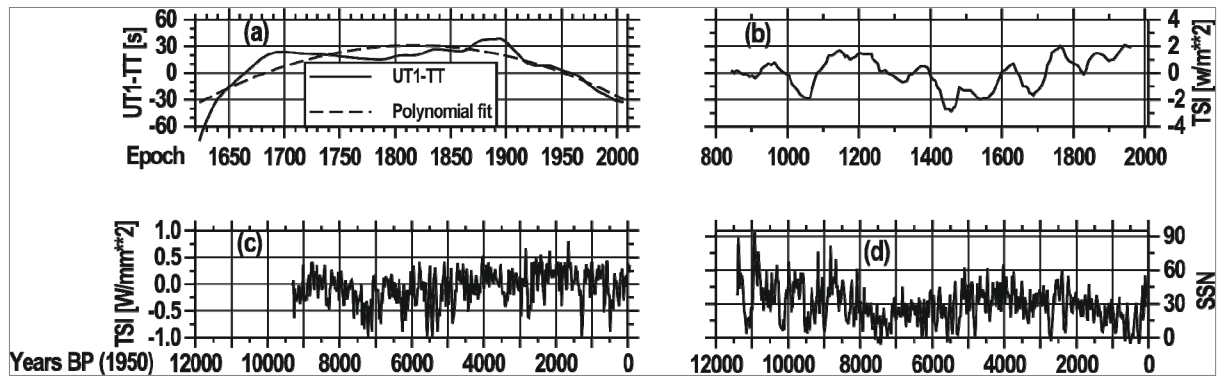 60
30
0
-30
-60
UT1-TT [s]
(a)
UT1-TT
Polynomial fit
Epoch 1650 1700 1750 1800 1850 1900 1950 2000
(b)
4
2
0
-2
-4
TSI [w/m**2]
800 1000 1200 1400 1600 1800 2000
TSI [W/mm**2]
1.0
0.5
0.0
-0.5
-1.0
(c)
Years BP (1950) 12000 10000 8000 6000 4000 2000 0
(d)
90
60
30
0
SSN
12000 10000 8000 6000 4000 2000 0